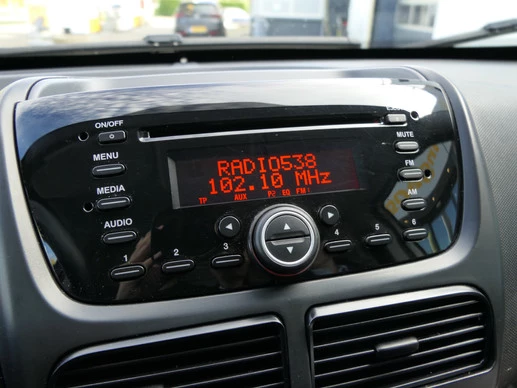 ON/OFF
MENU
MEDIA
AUDIO
RADIO538
102.10 MHz
TP AUX P2 EQ FM1
MUTE
FM
AM
1 2 3 4 5 6